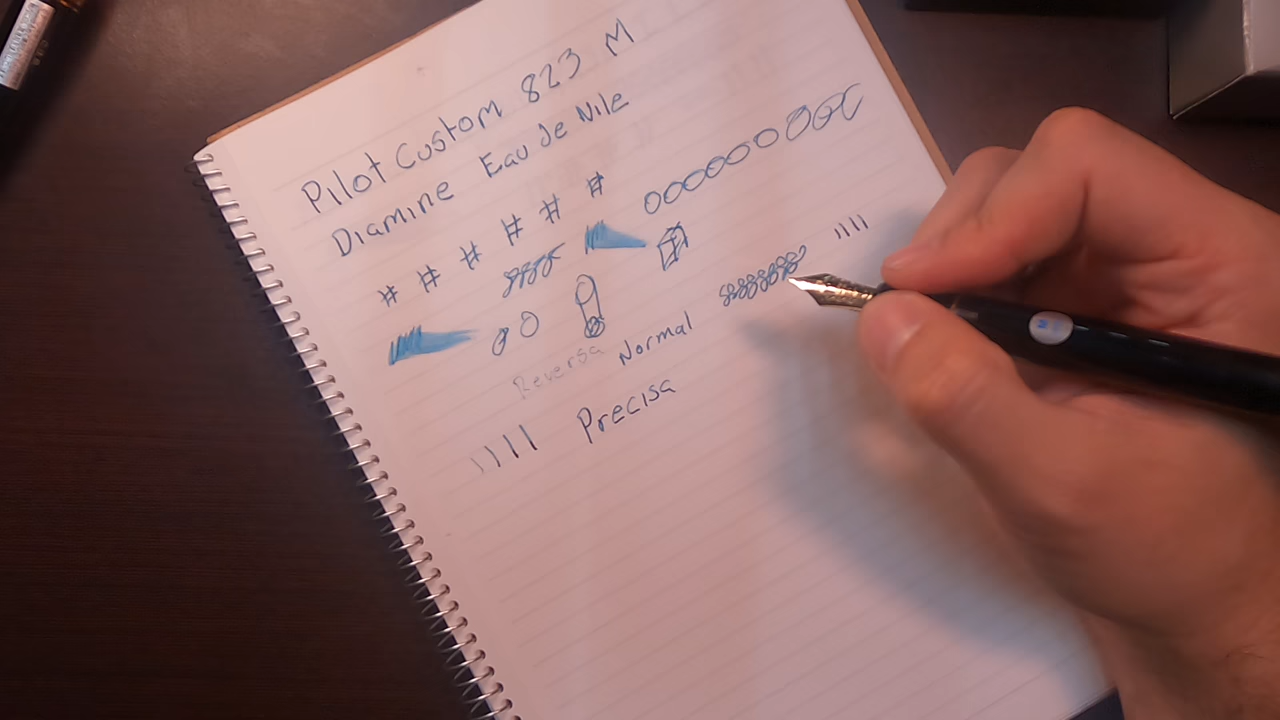 Pilot Custom 823 M
Diamine Eau de Nile
# # # # # #
Reversa Normal
Precisa
M